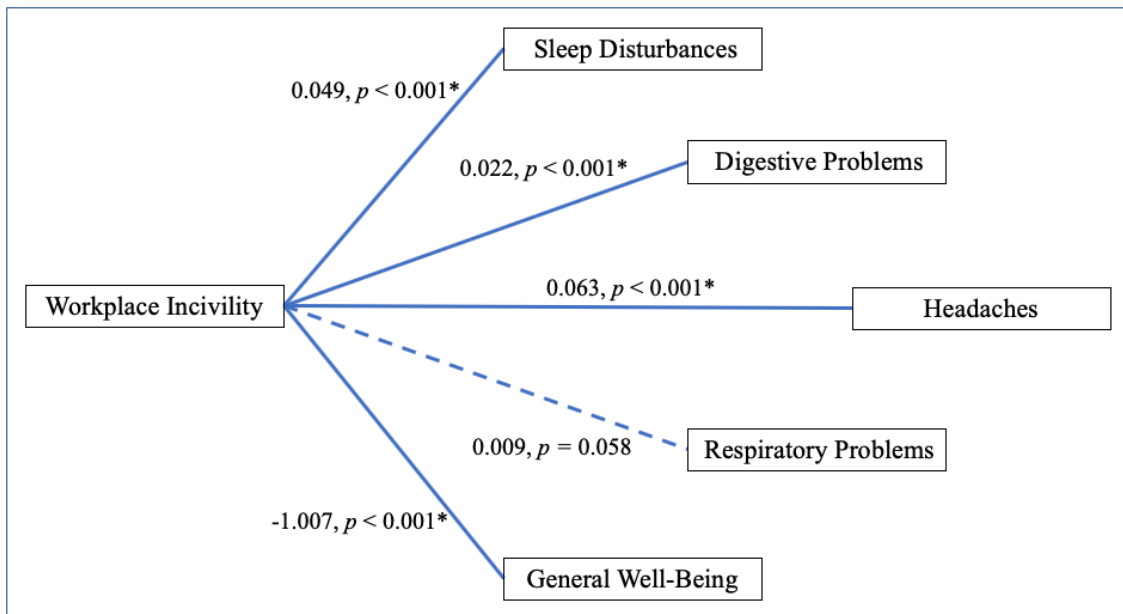 Sleep Disturbances
0.049, p < 0.001*
Digestive Problems
0.022, p < 0.001*
0.063, p < 0.001*
Workplace Incivility
Headaches
0.009, p = 0.058
Respiratory Problems
-1.007, p < 0.001*
General Well-Being